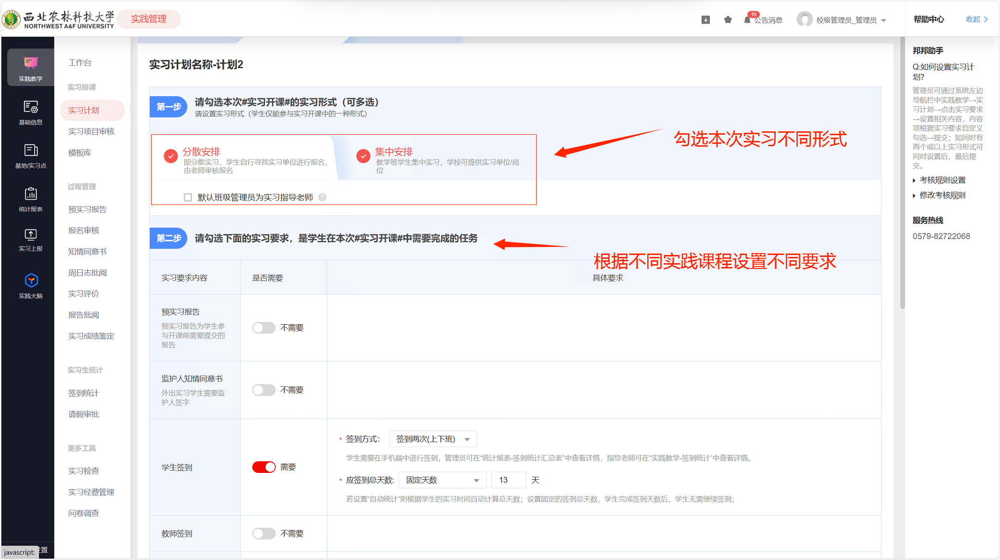 西北农林科技大学
NORTHWEST A&F UNIVERSITY
实践管理
15
公告消息
校级管理员_管理员
帮助中心
收起
实践教学
基础信息
基地/实习点
统计报表
实习上报
实践大脑
置
javascript:
工作台
实习排课
实习计划
实习项目审核
模板库
过程管理
预实习报告
报名审核
知情同意书
周日志批阅
实习评价
报告批阅
实习成绩鉴定
实习生统计
签到统计
请假审批
更多工具
实习检查
实习经费管理
问卷调查
实习计划名称-计划2
第一步
请勾选本次#实习开课#的实习形式（可多选）
请设置实习形式（学生仅能参与实习开课中的一种形式）
分散安排
即分散实习，学生自行寻找实习单位进行报名，
由老师审核报名
集中安排
教学班学生集中实习，学校可提供实习单位/岗
位
默认班级管理员为实习指导老师 ?
勾选本次实习不同形式
第二步
请勾选下面的实习要求，是学生在本次#实习开课#中需要完成的任务
根据不同实践课程设置不同要求
实习要求内容 是否需要 具体要求
预实习报告
预实习报告为学生参
与开课前需要提交的
报告
不需要
监护人知情同意书
外出实习学生需要监
护人签字
不需要
学生签到
需要
* 签到方式： 签到两次(上下班)
学生需要在手机端中进行签到，管理员可在“统计报表-签到统计汇总表”中查看详情，指导老师可在“实践教学-签到统计”中查看详情。
* 应签到总天数: 固定天数 13 天
若设置“自动统计”则根据学生的实习时间自动计算总天数；设置固定的签到总天数，学生完成签到天数后，学生无需继续签到；
教师签到
不需要
邦邦助手
Q:如何设置实习计
划？
管理员可通过系统左边
导航栏中实践教学→实
习计划→点击实习要求
→设置相关内容，内容
项根据实习要求自定义
勾选→提交；如同时有
两个或以上实习形式可
同时设置后，最后提
交。
考核规则设置
修改考核规则
服务热线
0579-82722068